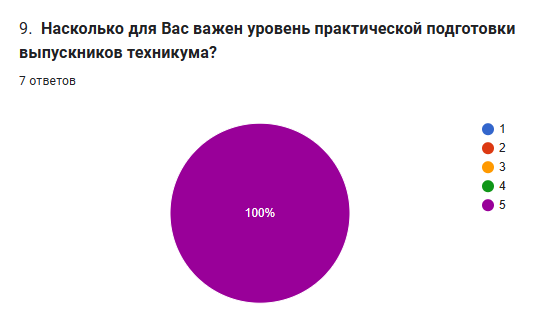 9. Насколько для Вас важен уровень практической подготовки
выпускников техникума?
7 ответов
1
2
3
4
5
100%